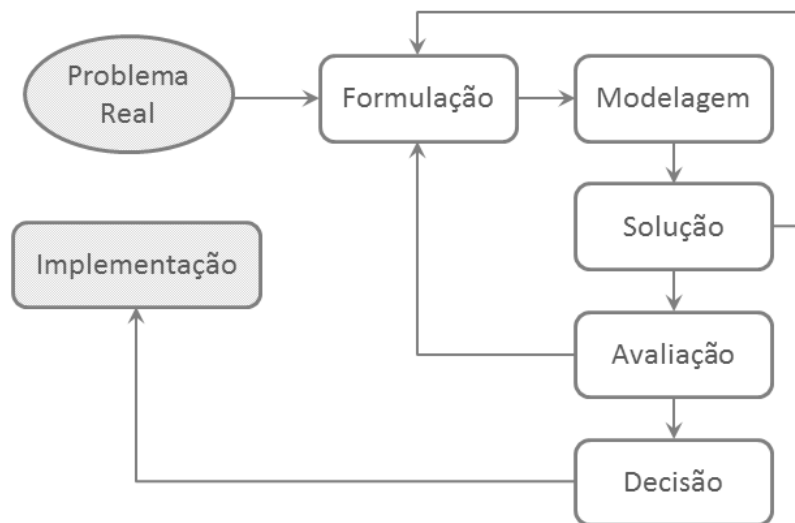 Problema
Real
Formulação
Modelagem
Solução
Implementação
Avaliação
Decisão